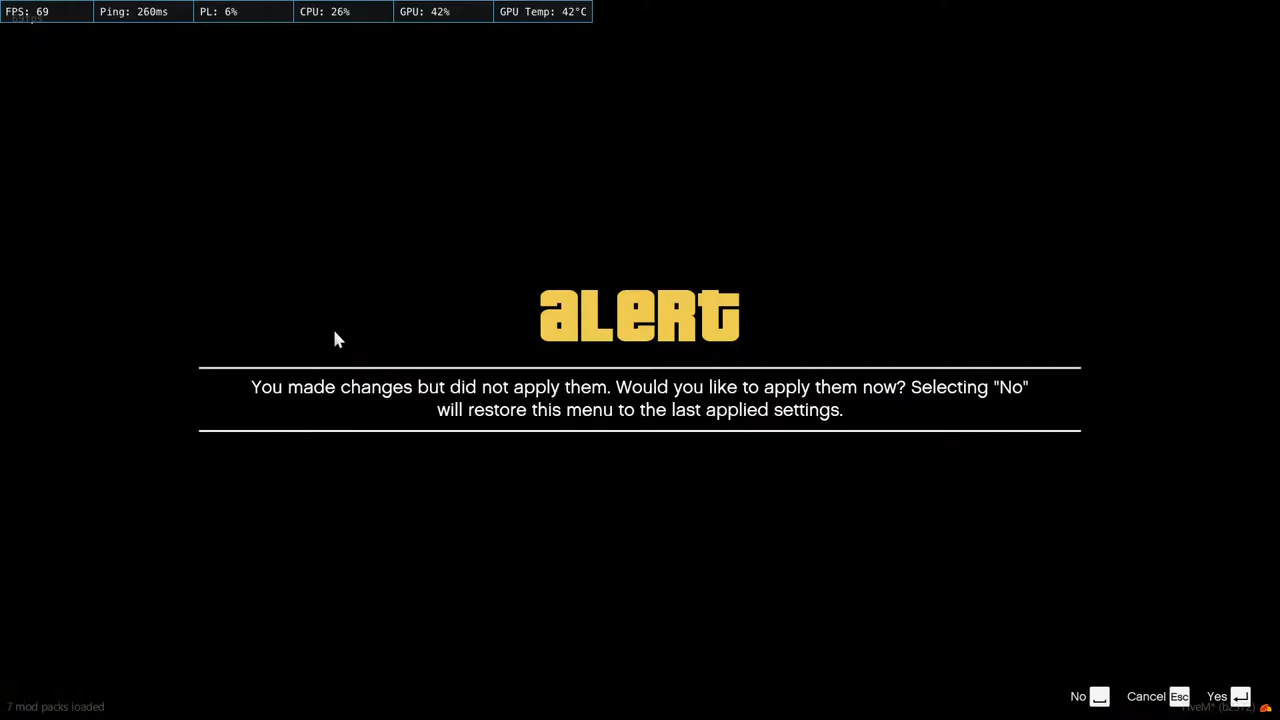 FPS: 69 Ping: 260ms PL: 6% CPU: 26% GPU: 42% GPU Temp: 42°C
alert
You made changes but did not apply them. Would you like to apply them now? Selecting "No"
will restore this menu to the last applied settings.
No Cancel Esc Yes
7 mod packs loaded